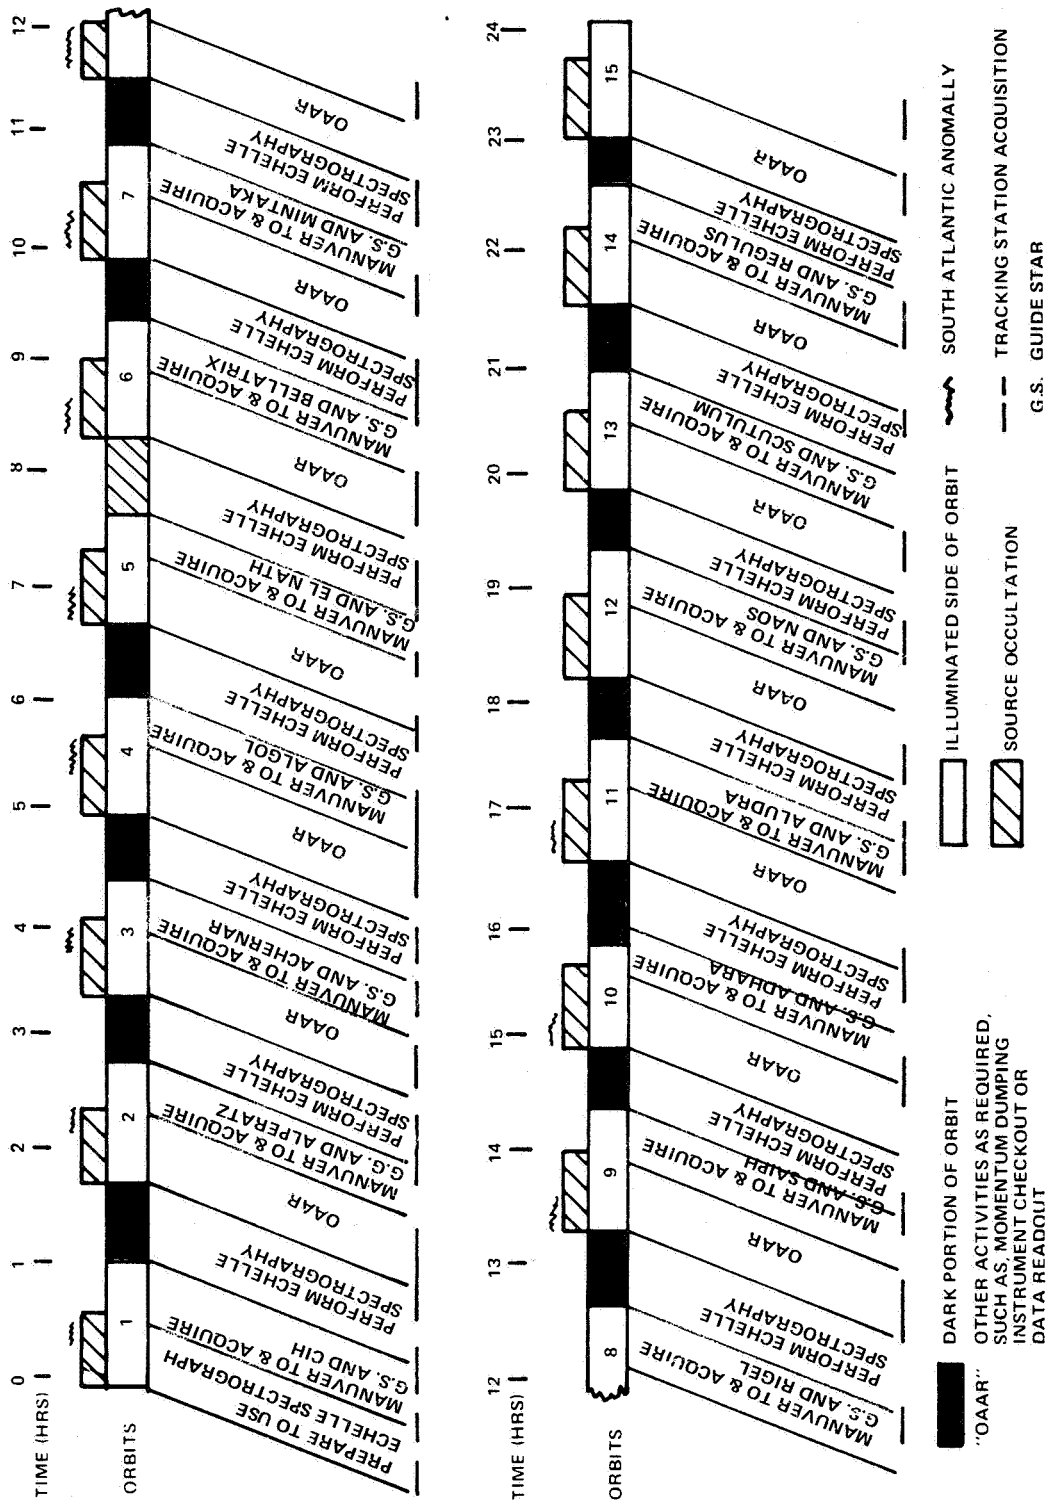 TIME (HRS)
0 1 2 3 4 5 6 7 8 9 10 11 12
ORBITS
1 2 3 4 5 6 7
PREPARE TO USE
ECHELLE SPECTROGRAPH
MANUVER TO & ACQUIRE
G.S. AND CIH
PERFORM ECHELLE
SPECTROGRAPHY
OAAR
MANUVER TO & ACQUIRE
G.G. AND ALPERATZ
PERFORM ECHELLE
SPECTROGRAPHY
OAAR
MANUVER TO & ACQUIRE
G.S. AND ACHERNAR
PERFORM ECHELLE
SPECTROGRAPHY
OAAR
MANUVER TO & ACQUIRE
G.S. AND ALGOL
PERFORM ECHELLE
SPECTROGRAPHY
OAAR
MANUVER TO & ACQUIRE
G.S. AND EL NATH
PERFORM ECHELLE
SPECTROGRAPHY
OAAR
MANUVER TO & ACQUIRE
G.S. AND BELLATRIX
PERFORM ECHELLE
SPECTROGRAPHY
OAAR
MANUVER TO & ACQUIRE
G.S. AND MINTAKA
PERFORM ECHELLE
SPECTROGRAPHY
OAAR
TIME (HRS)
12 13 14 15 16 17 18 19 20 21 22 23 24
ORBITS
8 9 10 11 12 13 14 15
MANUVER TO & ACQUIRE
G.S. AND RIGEL
PERFORM ECHELLE
SPECTROGRAPHY
OAAR
MANUVER TO & ACQUIRE
G.S. AND SAIPH
PERFORM ECHELLE
SPECTROGRAPHY
OAAR
MANUVER TO & ACQUIRE
G.S. AND ADHARA
PERFORM ECHELLE
SPECTROGRAPHY
OAAR
MANUVER TO & ACQUIRE
G.S. AND ALUDRA
PERFORM ECHELLE
SPECTROGRAPHY
OAAR
MANUVER TO & ACQUIRE
G.S. AND NAOS
PERFORM ECHELLE
SPECTROGRAPHY
OAAR
MANUVER TO & ACQUIRE
G.S. AND SCUTULUM
PERFORM ECHELLE
SPECTROGRAPHY
OAAR
MANUVER TO & ACQUIRE
G.S. AND REGULUS
PERFORM ECHELLE
SPECTROGRAPHY
OAAR
DARK PORTION OF ORBIT
"OAAR" OTHER ACTIVITIES AS REQUIRED,
SUCH AS, MOMENTUM DUMPING
INSTRUMENT CHECKOUT OR
DATA READOUT
ILLUMINATED SIDE OF ORBIT
SOURCE OCCULTATION
SOUTH ATLANTIC ANOMALLY
TRACKING STATION ACQUISITION
G.S. GUIDE STAR